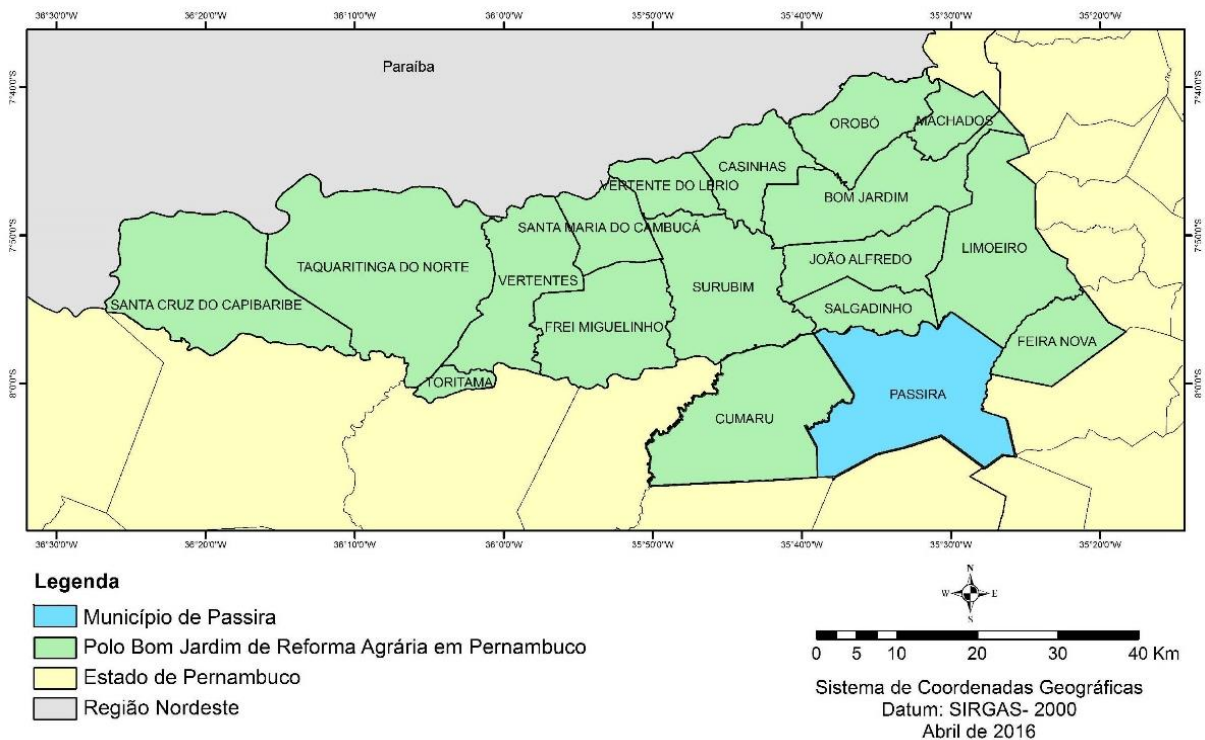 36°30'0"W 36°20'0"W 36°10'0"W 36°0'0"W 35°50'0"W 35°40'0"W 35°30'0"W 35°20'0"W
Paraíba
7°40'0"S 7°40'0"S
OROBÓ
MACHADOS
CASINHAS
VERTENTE DO LÉRIO
BOM JARDIM
SANTA MARIA DO CAMBUCÁ
7°50'0"S 7°50'0"S
LIMOEIRO
JOÃO ALFREDO
TAQUARITINGA DO NORTE
VERTENTES
SURUBIM
SANTA CRUZ DO CAPIBARIBE
SALGADINHO
FREI MIGUELINHO
FEIRA NOVA
TORITAMA
8°0'0"S 8°0'0"S
PASSIRA
CUMARU
36°30'0"W 36°20'0"W 36°10'0"W 36°0'0"W 35°50'0"W 35°40'0"W 35°30'0"W 35°20'0"W
Legenda
Município de Passira
Polo Bom Jardim de Reforma Agrária em Pernambuco
Estado de Pernambuco
Região Nordeste
N
W E
S
0 5 10 20 30 40 Km
Sistema de Coordenadas Geográficas
Datum: SIRGAS- 2000
Abril de 2016